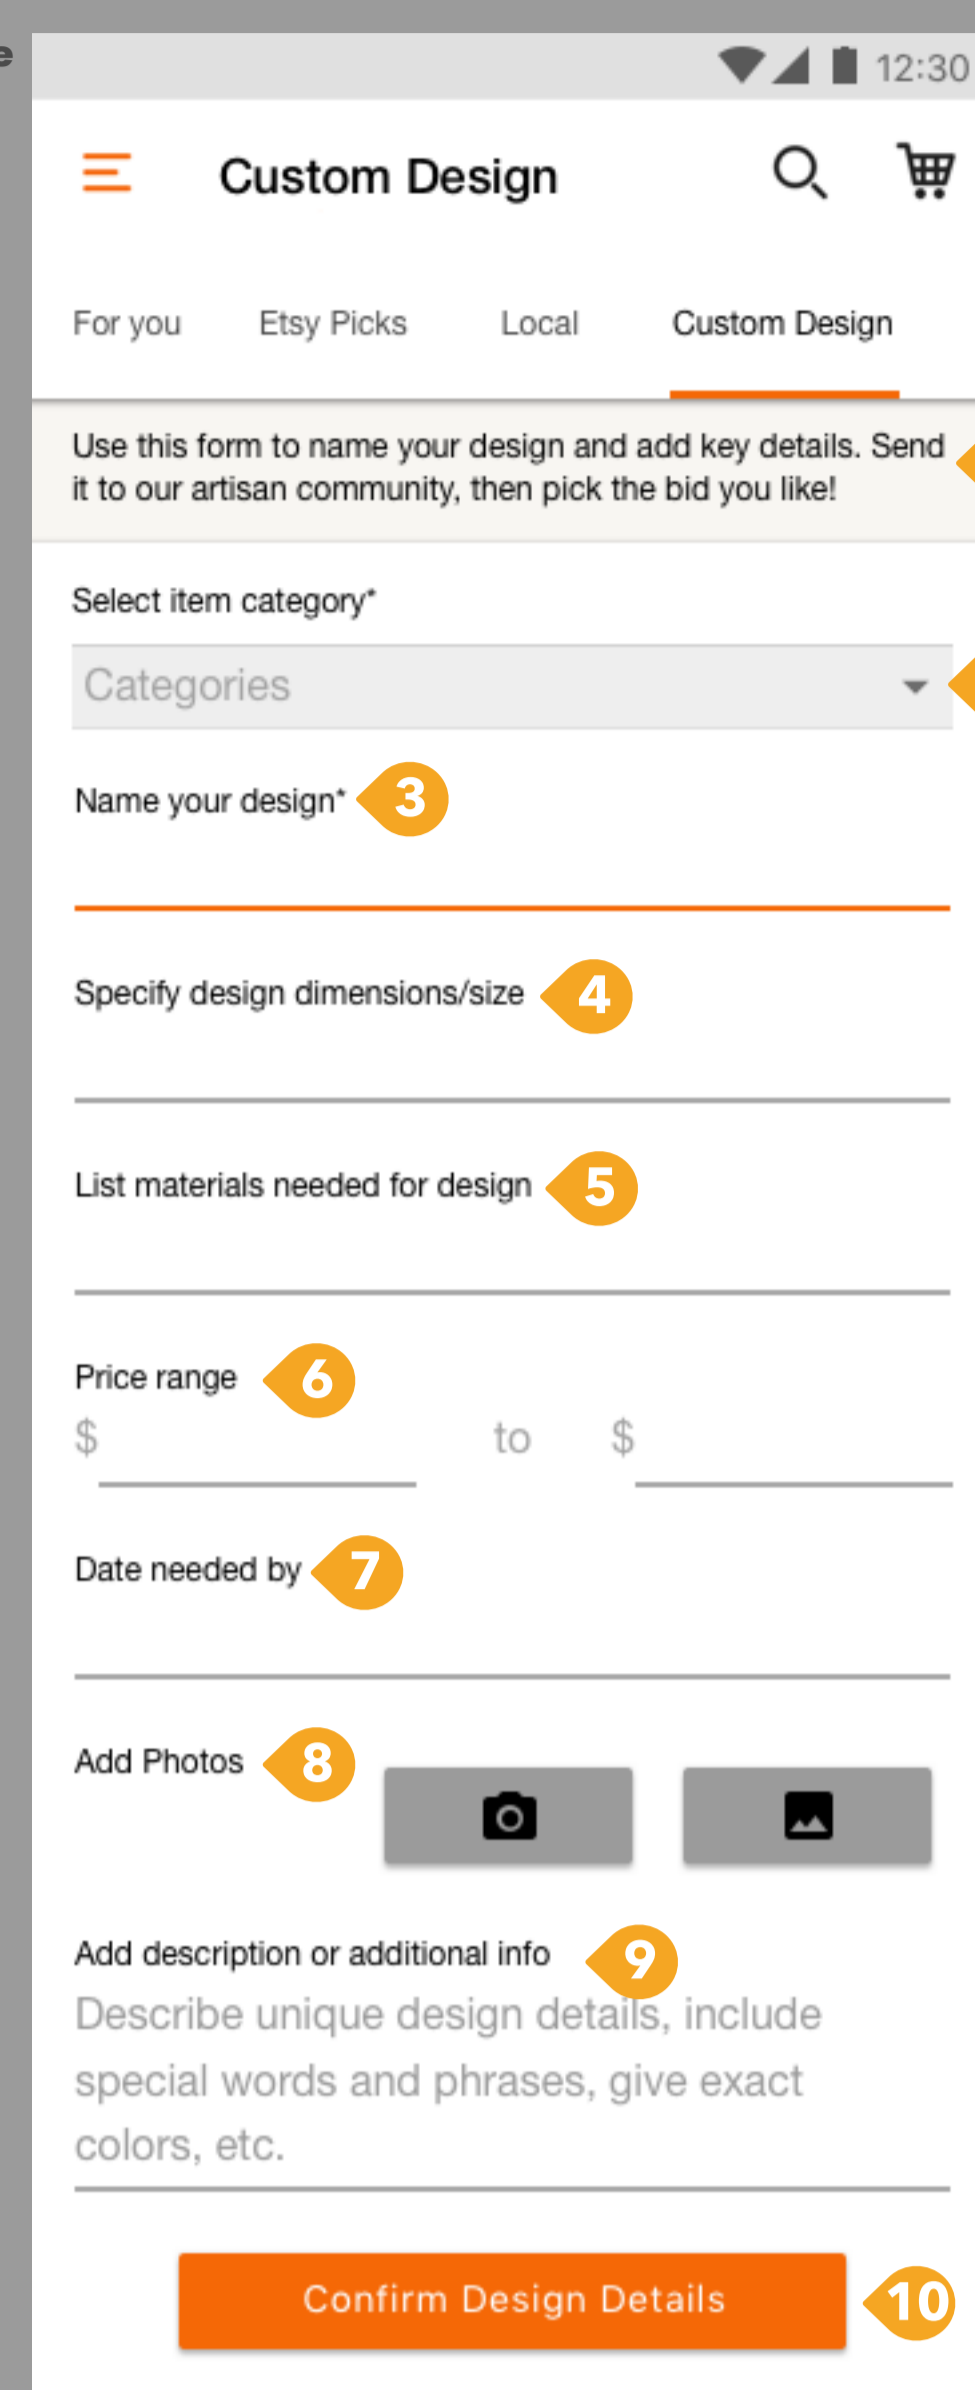 e
12:30
Custom Design
For you Etsy Picks Local Custom Design
Use this form to name your design and add key details. Send
it to our artisan community, then pick the bid you like!
Select item category*
Categories
Name your design* 3
Specify design dimensions/size 4
List materials needed for design 5
Price range 6
$ to $
Date needed by 7
Add Photos 8
Add description or additional info 9
Describe unique design details, include
special words and phrases, give exact
colors, etc.
Confirm Design Details 10